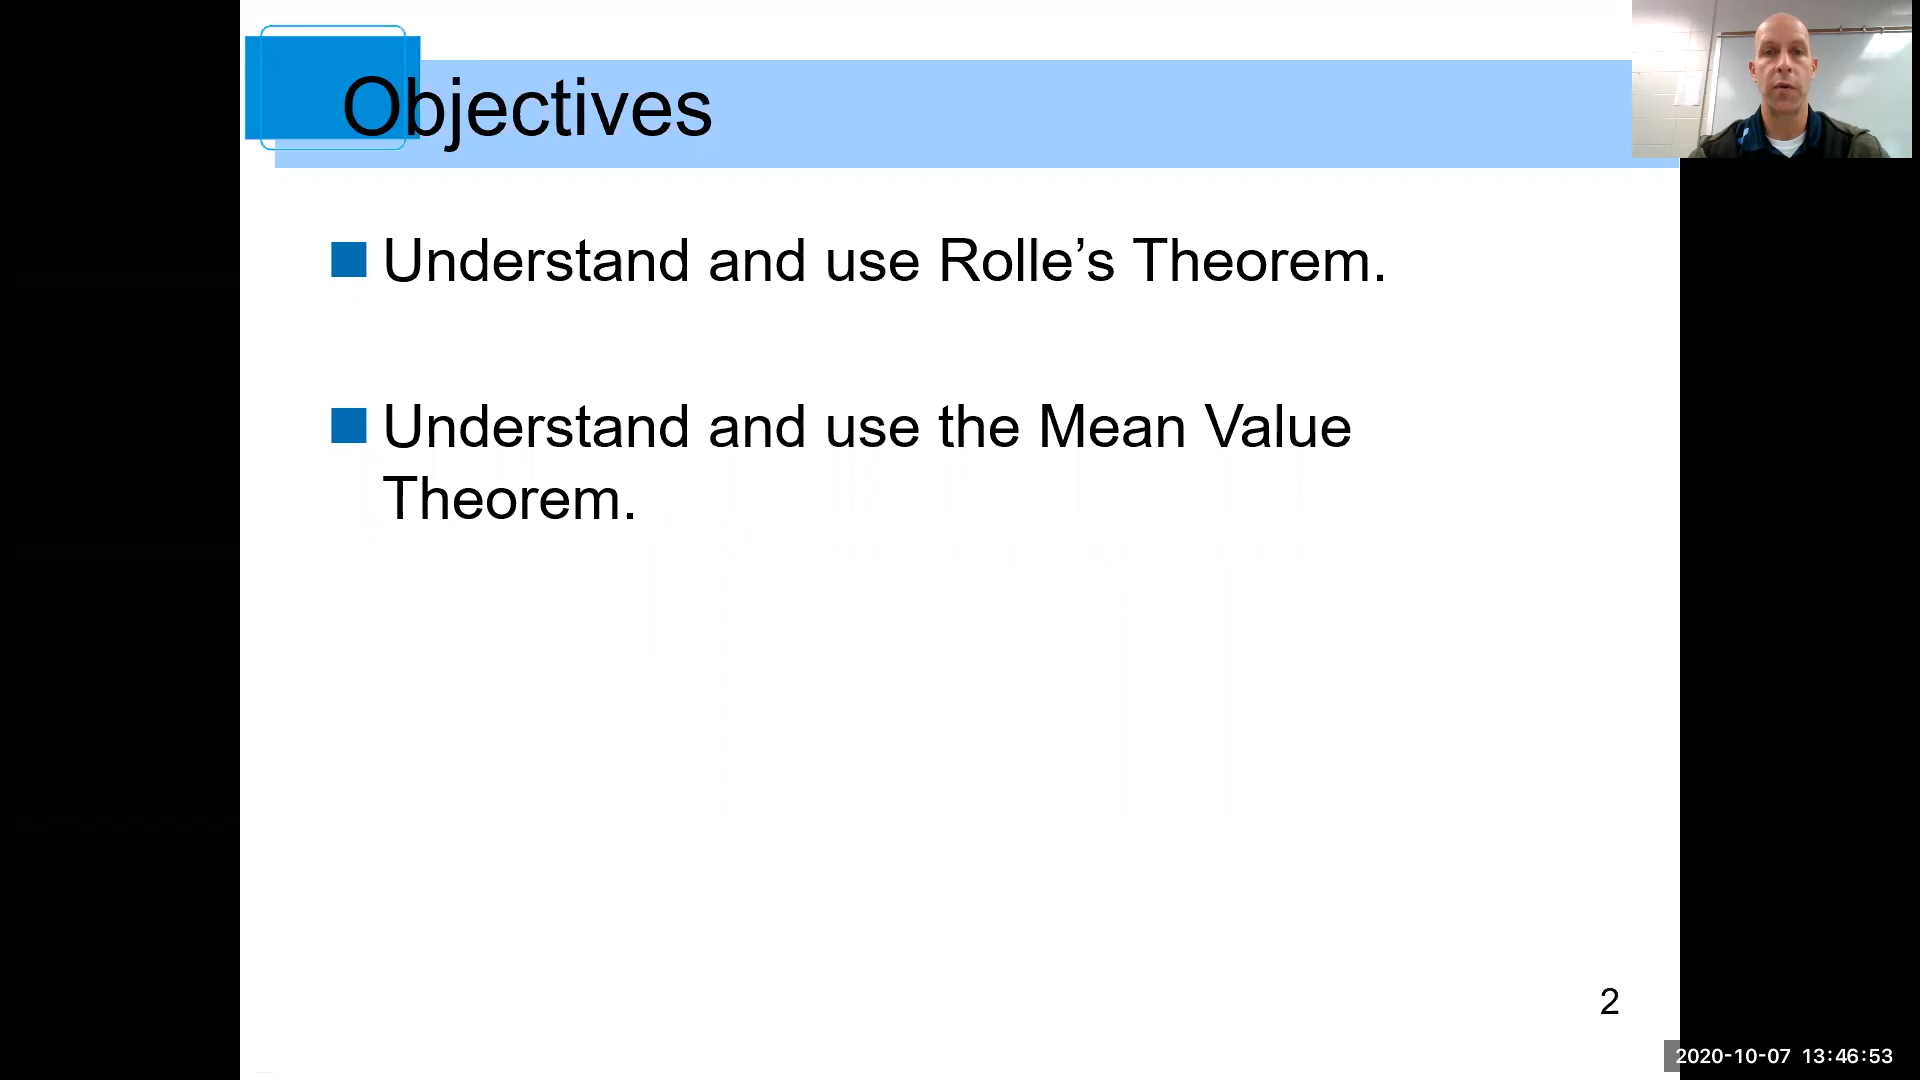 Objectives
Understand and use Rolle’s Theorem.
Understand and use the Mean Value
Theorem.
2
2020-10-07 13:46:53